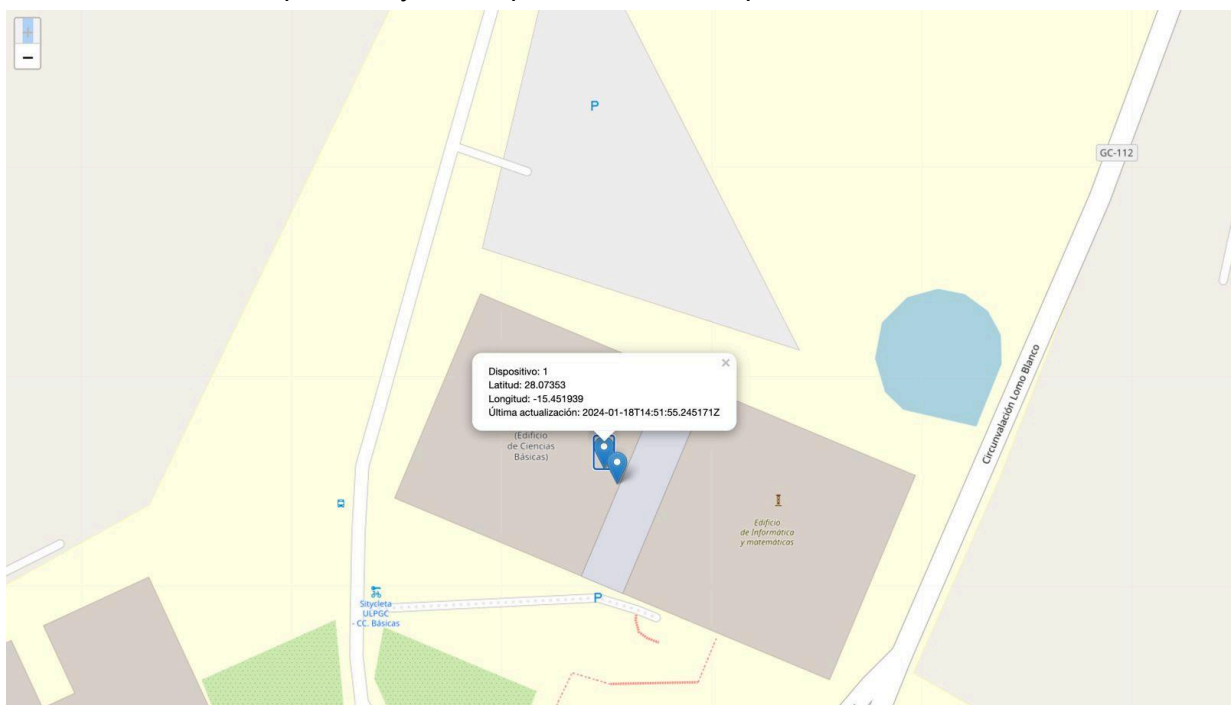 +
−
P
GC-112
Circunvalación Lomo Blanco
×
Dispositivo: 1
Latitud: 28.07353
Longitud: -15.451939
Última actualización: 2024-01-18T14:51:55.245171Z
(Edificio
de Ciencias
Básicas)
Edificio
de Informática
y matemáticas
P
Sitycleta
ULPGC
- CC. Básicas